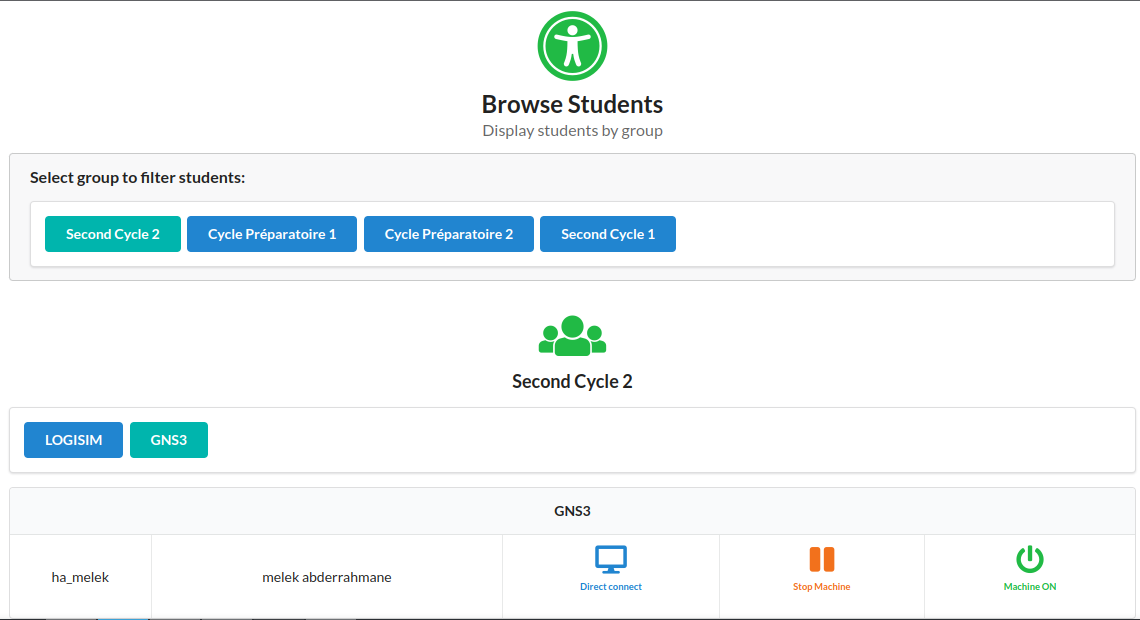 Browse Students
Display students by group
Select group to filter students:
Second Cycle 2 Cycle Préparatoire 1 Cycle Préparatoire 2 Second Cycle 1
Second Cycle 2
LOGISIM GNS3
GNS3
ha_melek melek abderrahmane Direct connect Stop Machine Machine ON